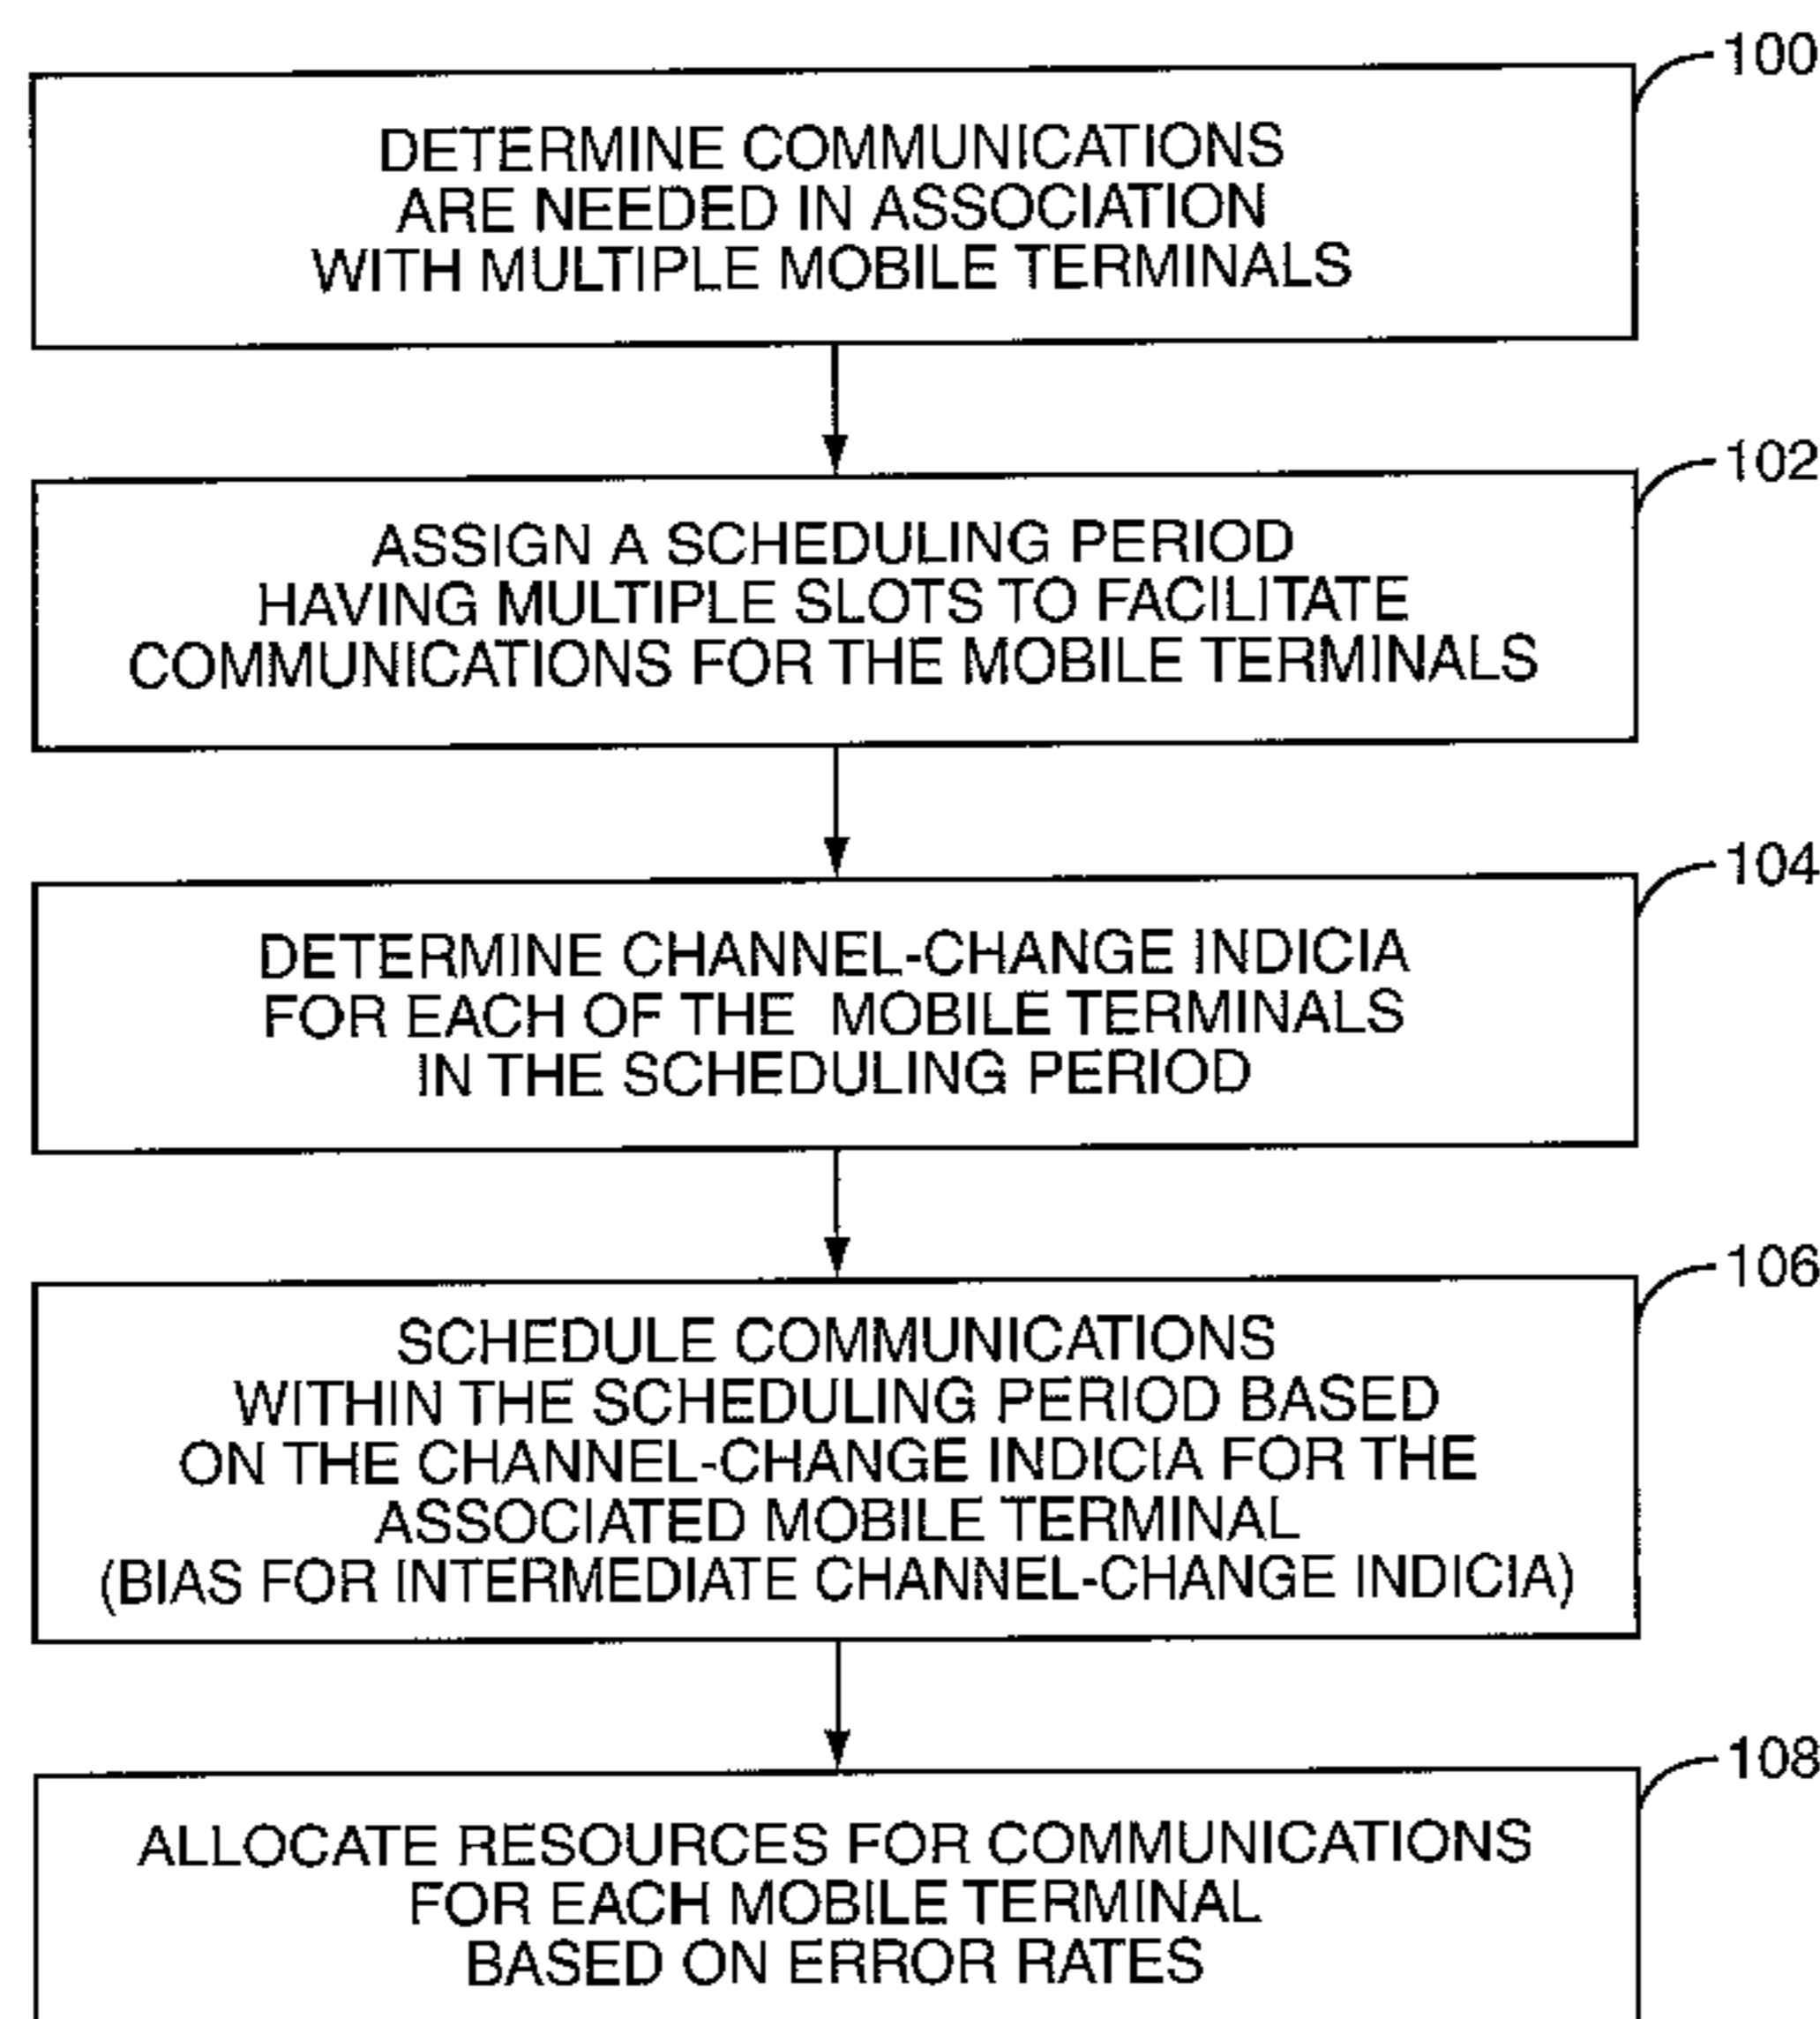 100
DETERMINE COMMUNICATIONS
ARE NEEDED IN ASSOCIATION
WITH MULTIPLE MOBILE TERMINALS
102
ASSIGN A SCHEDULING PERIOD
HAVING MULTIPLE SLOTS TO FACILITATE
COMMUNICATIONS FOR THE MOBILE TERMINALS
104
DETERMINE CHANNEL-CHANGE INDICIA
FOR EACH OF THE MOBILE TERMINALS
IN THE SCHEDULING PERIOD
106
SCHEDULE COMMUNICATIONS
WITHIN THE SCHEDULING PERIOD BASED
ON THE CHANNEL-CHANGE INDICIA FOR THE
ASSOCIATED MOBILE TERMINAL
(BIAS FOR INTERMEDIATE CHANNEL-CHANGE INDICIA)
108
ALLOCATE RESOURCES FOR COMMUNICATIONS
FOR EACH MOBILE TERMINAL
BASED ON ERROR RATES